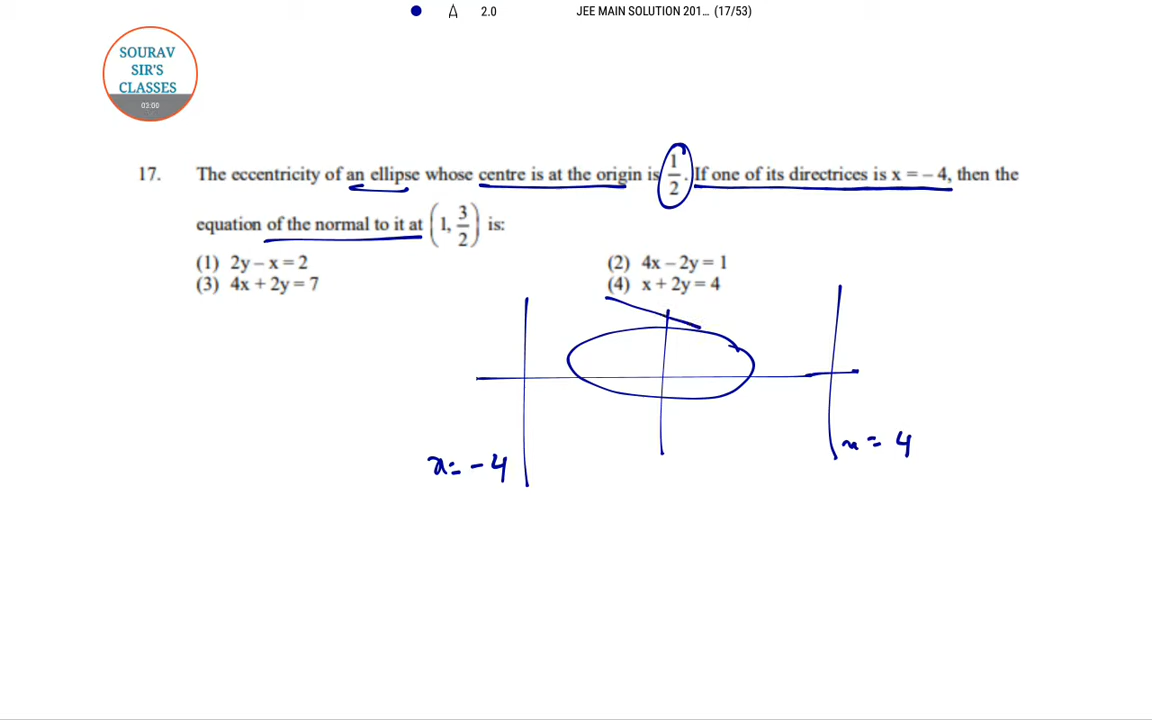 2.0 JEE MAIN SOLUTION 201... (17/53)
SOURAV
SIR'S
CLASSES
03:00
17. The eccentricity of an ellipse whose centre is at the origin is 1/2. If one of its directrices is x = – 4, then the
equation of the normal to it at (1, 3/2) is:
(1) 2y – x = 2 (2) 4x – 2y = 1
(3) 4x + 2y = 7 (4) x + 2y = 4
x = - 4
x = 4